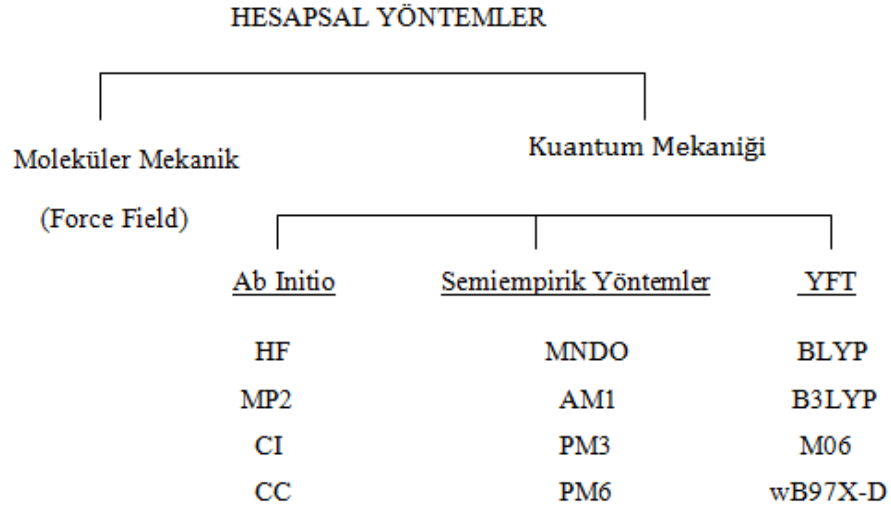 HESAPSAL YÖNTEMLER
Moleküler Mekanik
(Force Field)
Kuantum Mekaniği
Ab Initio Semiempirik Yöntemler YFT
HF MNDO BLYP
MP2 AM1 B3LYP
CI PM3 M06
CC PM6 wB97X-D